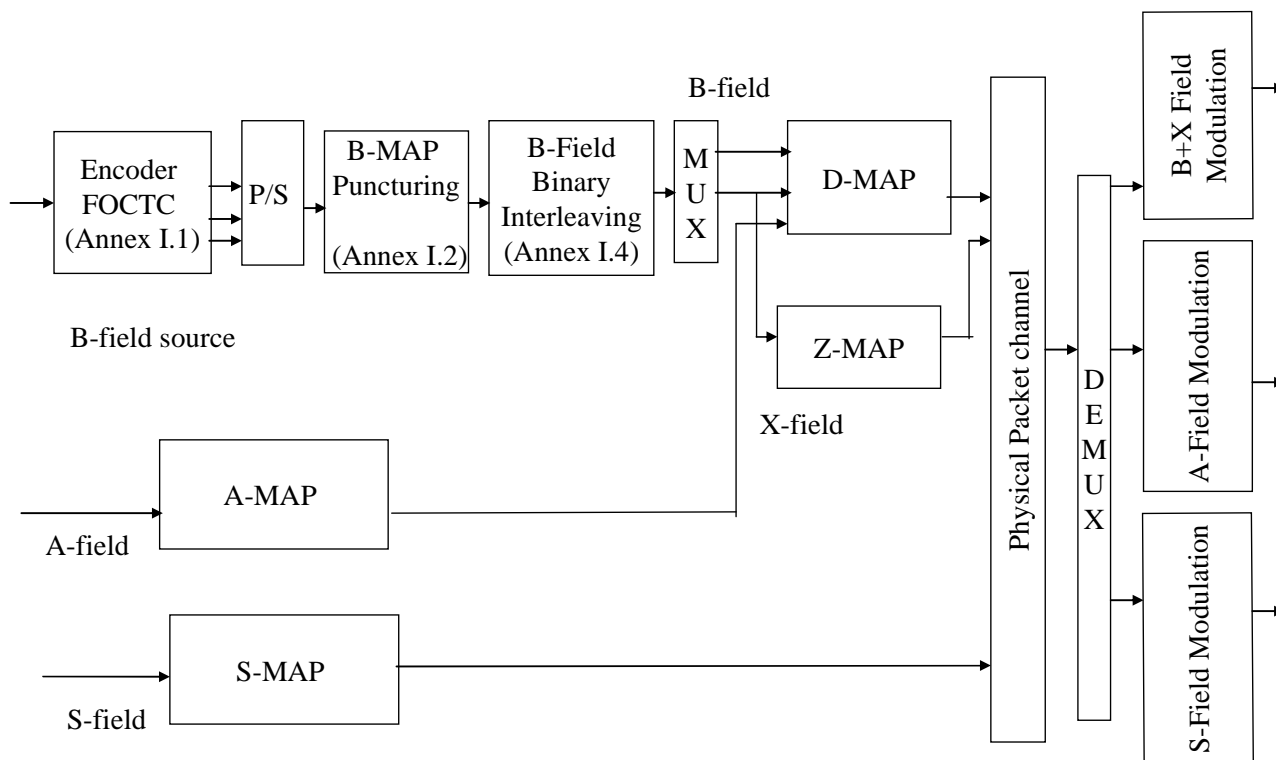 B-field
Encoder
FOCTC
(Annex I.1)
P/S
B-MAP
Puncturing
(Annex I.2)
B-Field
Binary
Interleaving
(Annex I.4)
M
U
X
D-MAP
Z-MAP
B-field source
X-field
A-MAP
A-field
S-MAP
S-field
Physical Packet channel
D
E
M
U
X
B+X Field
Modulation
A-Field Modulation
S-Field Modulation